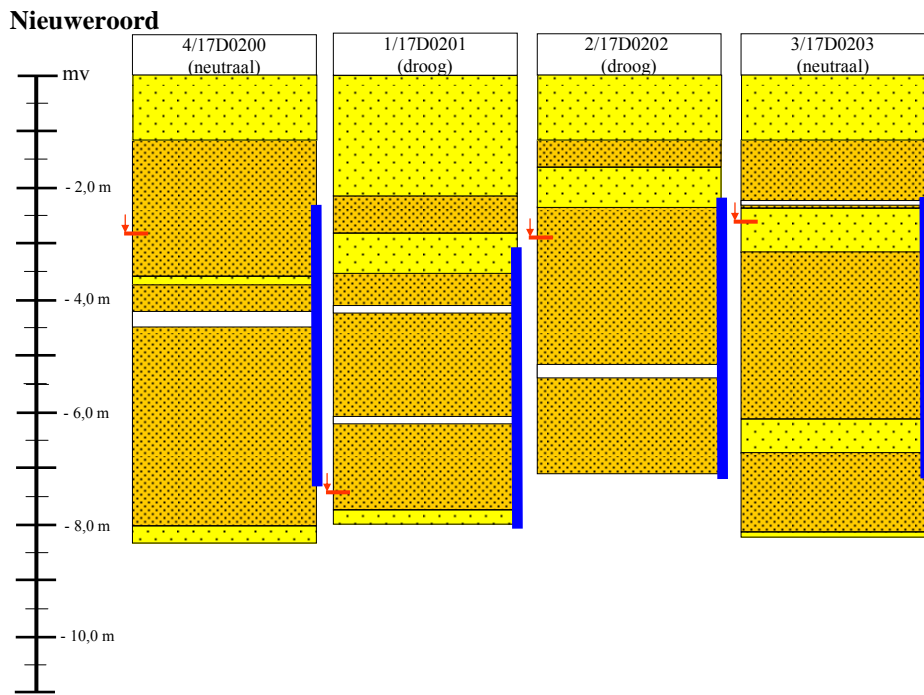 Nieuweroord
4/17D0200
(neutraal)
1/17D0201
(droog)
2/17D0202
(droog)
3/17D0203
(neutraal)
mv
- 2,0 m
- 4,0 m
- 6,0 m
- 8,0 m
- 10,0 m